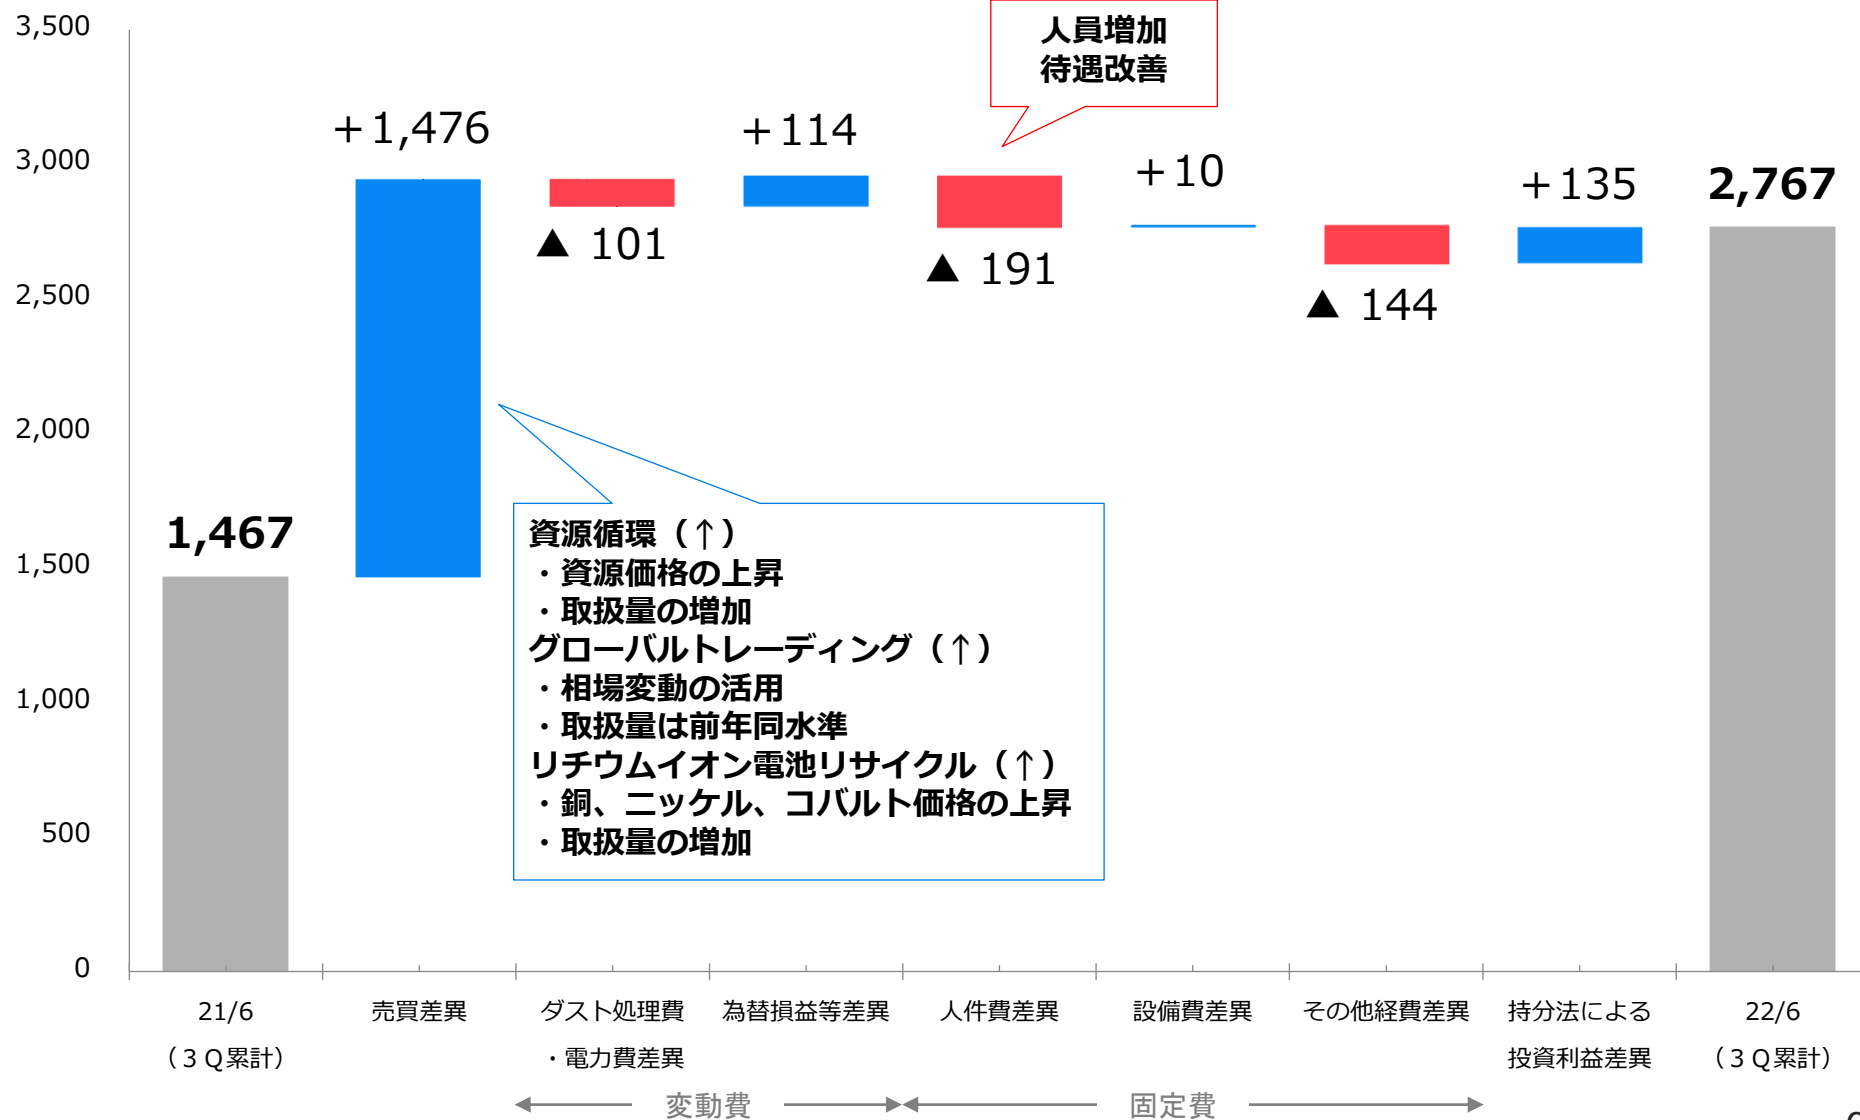 3,500
3,000
2,500
2,000
1,500
1,000
500
0
人員増加
待遇改善
1,467
＋1,476
▲ 101
＋114
▲ 191
＋10
▲ 144
＋135
2,767
資源循環（↑）
・資源価格の上昇
・取扱量の増加
グローバルトレーディング（↑）
・相場変動の活用
・取扱量は前年同水準
リチウムイオン電池リサイクル（↑）
・銅、ニッケル、コバルト価格の上昇
・取扱量の増加
21/6
（３Ｑ累計）
売買差異
ダスト処理費
・電力費差異
為替損益等差異
人件費差異
設備費差異
その他経費差異
持分法による
投資利益差異
22/6
（３Ｑ累計）
変動費
固定費